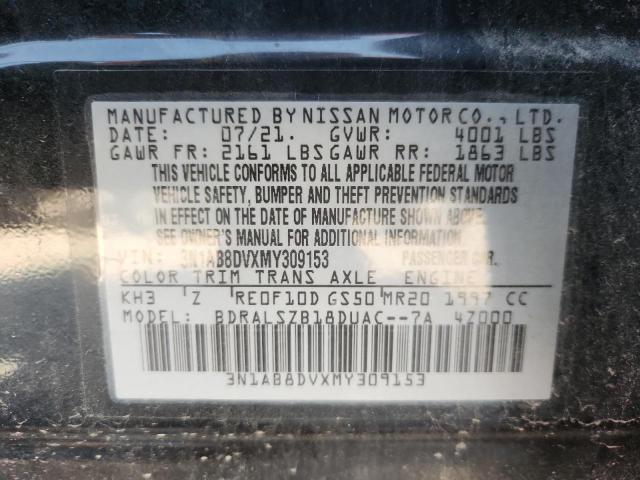 MANUFACTURED BY NISSAN MOTOR CO., LTD.
DATE: 07/21. GVWR: 4001 LBS
GAWR FR: 2161 LBS GAWR RR: 1863 LBS
THIS VEHICLE CONFORMS TO ALL APPLICABLE FEDERAL MOTOR
VEHICLE SAFETY, BUMPER AND THEFT PREVENTION STANDARDS
IN EFFECT ON THE DATE OF MANUFACTURE SHOWN ABOVE.
SEE OWNER'S MANUAL FOR ADDITIONAL INFORMATION.
VIN: 3N1AB8DVXMY309153 PASSENGER CAR.
COLOR TRIM TRANS AXLE ENGINE
KH3 Z RE0F10D GS50 MR20 1997 CC
MODEL: BDRALSZB18DUAC--7A 4Z000
3N1AB8DVXMY309153